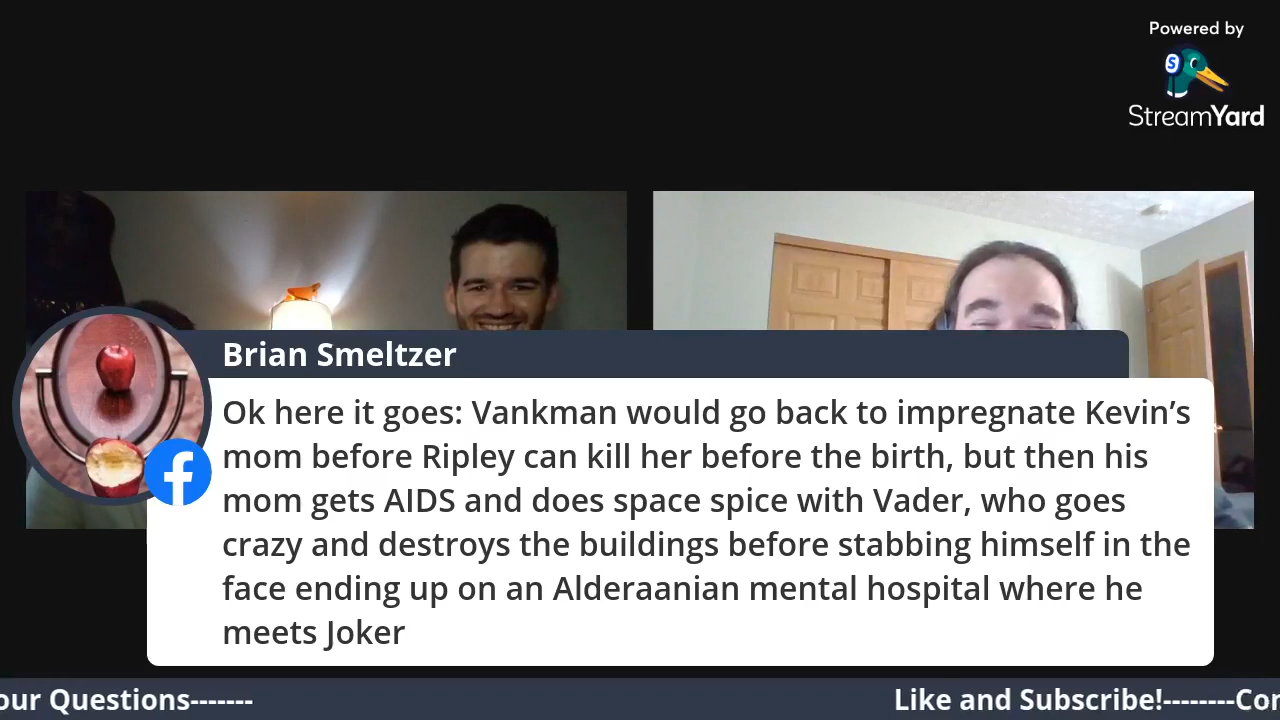 Powered by
S
StreamYard
Brian Smeltzer
Ok here it goes: Vankman would go back to impregnate Kevin’s
mom before Ripley can kill her before the birth, but then his
mom gets AIDS and does space spice with Vader, who goes
crazy and destroys the buildings before stabbing himself in the
face ending up on an Alderaanian mental hospital where he
meets Joker
our Questions-------
Like and Subscribe!--------Cor